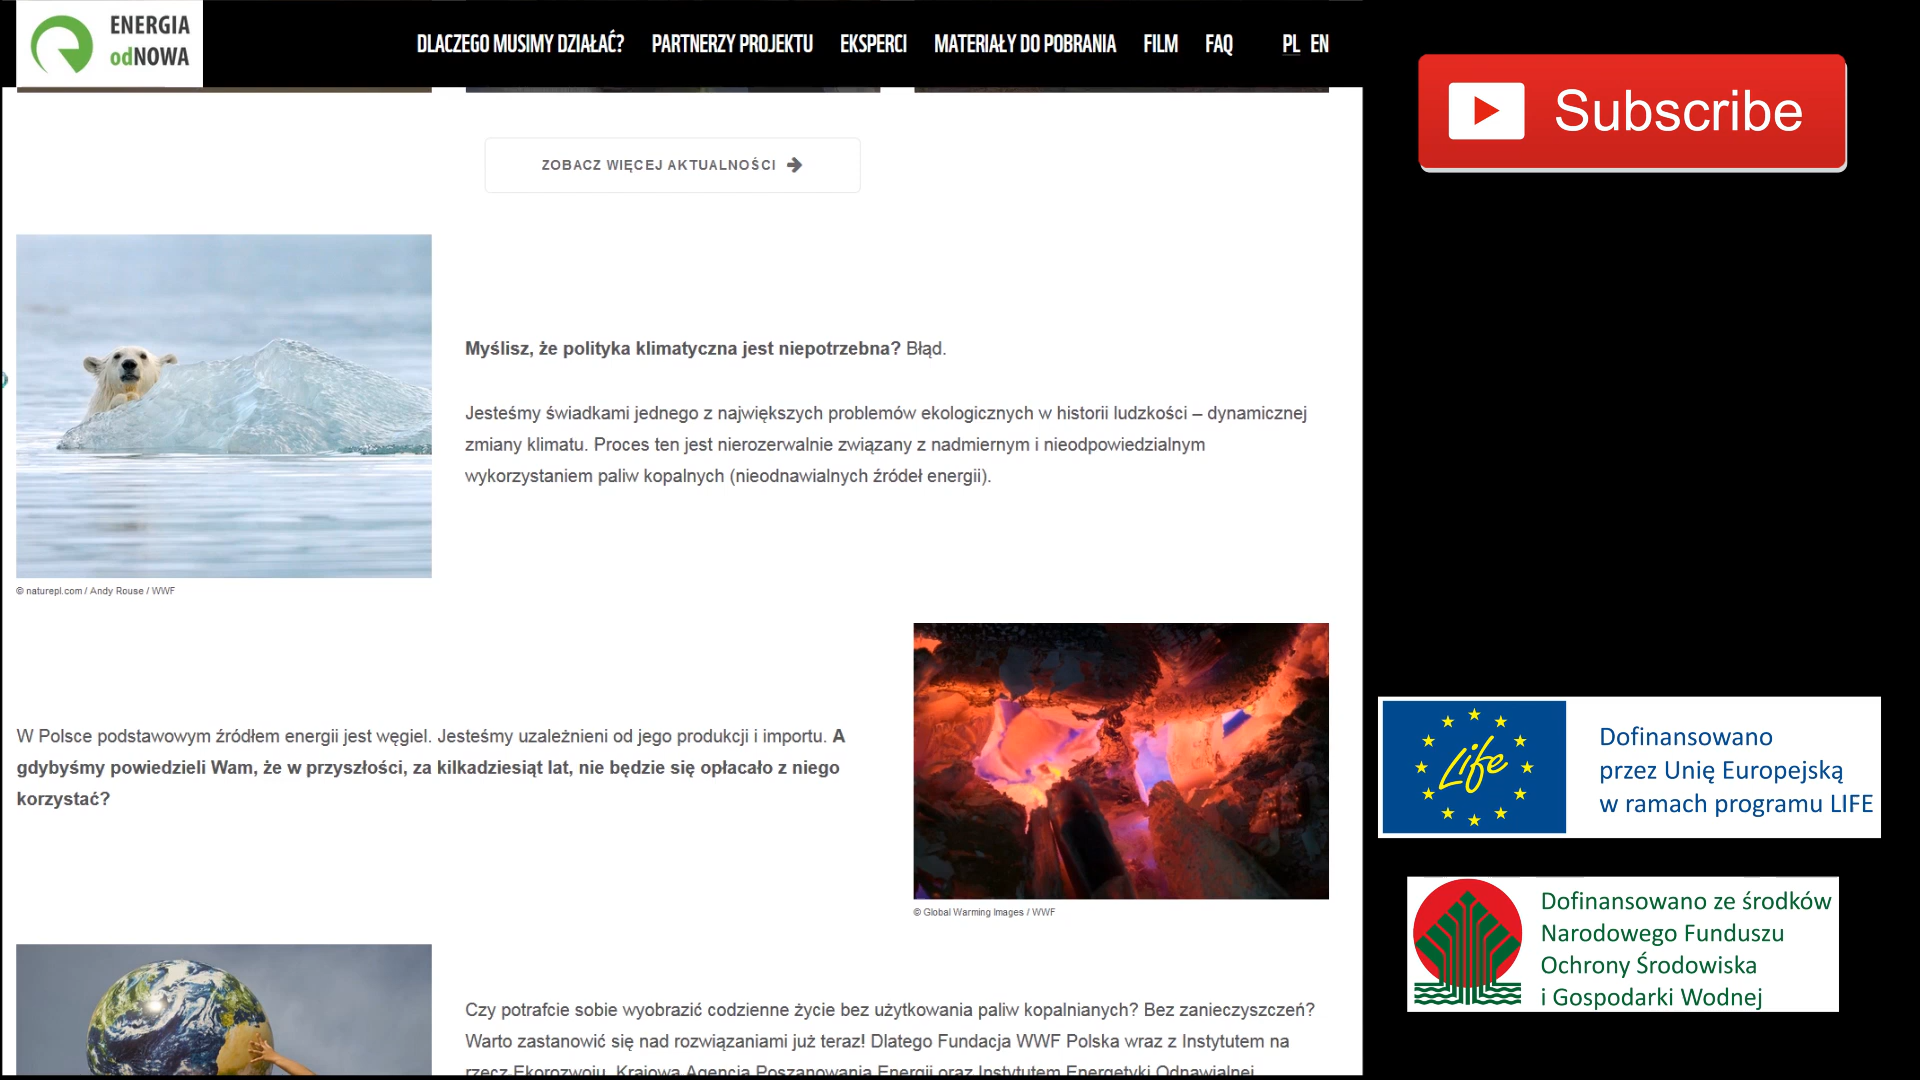 ENERGIA
odNOWA
DLACZEGO MUSIMY DZIAŁAĆ? PARTNERZY PROJEKTU EKSPERCI MATERIAŁY DO POBRANIA FILM FAQ PL EN
Subscribe
ZOBACZ WIĘCEJ AKTUALNOŚCI
Myślisz, że polityka klimatyczna jest niepotrzebna? Błąd.
Jesteśmy świadkami jednego z największych problemów ekologicznych w historii ludzkości – dynamicznej
zmiany klimatu. Proces ten jest nierozerwalnie związany z nadmiernym i nieodpowiedzialnym
wykorzystaniem paliw kopalnych (nieodnawialnych źródeł energii).
© naturepl.com / Andy Rouse / WWF
W Polsce podstawowym źródłem energii jest węgiel. Jesteśmy uzależnieni od jego produkcji i importu. A
gdybyśmy powiedzieli Wam, że w przyszłości, za kilkadziesiąt lat, nie będzie się opłacało z niego
korzystać?
© Global Warming Images / WWF
Life
Dofinansowano
przez Unię Europejską
w ramach programu LIFE
Dofinansowano ze środków
Narodowego Funduszu
Ochrony Środowiska
i Gospodarki Wodnej
Czy potrafcie sobie wyobrazić codzienne życie bez użytkowania paliw kopalnianych? Bez zanieczyszczeń?
Warto zastanowić się nad rozwiązaniami już teraz! Dlatego Fundacja WWF Polska wraz z Instytutem na
rzecz Ekorozwoju, Krajową Agencją Poszanowania Energii oraz Instytutem Energetyki Odnawialnej